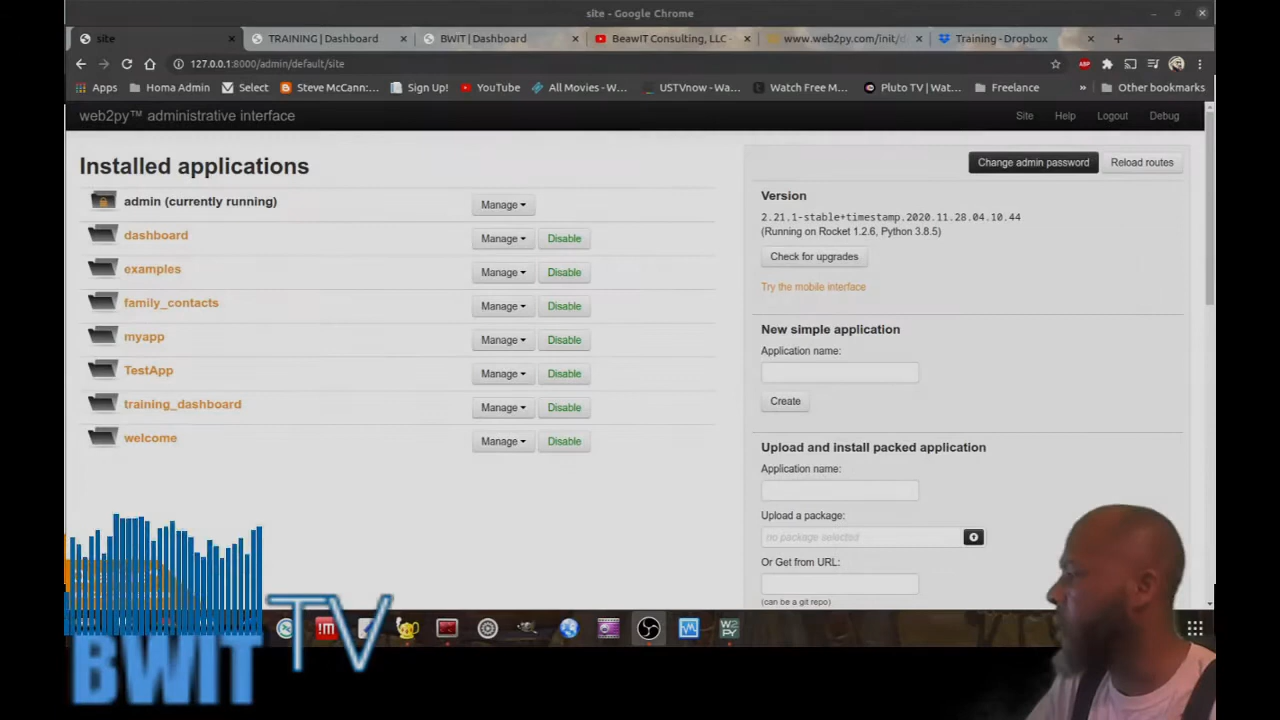 site - Google Chrome
site
TRAINING | Dashboard
BWIT | Dashboard
BeawIT Consulting, LLC -
www.web2py.com/init/d
Training - Dropbox
127.0.0.1:8000/admin/default/site
ABP
Apps
Homa Admin
Select
Steve McCann:...
Sign Up!
YouTube
All Movies - W...
USTVnow - Wa...
Watch Free M...
Pluto TV | Wat...
Freelance
Other bookmarks
web2py™ administrative interface
Site
Help
Logout
Debug
Installed applications
admin (currently running)
Manage
dashboard
Manage
Disable
examples
Manage
Disable
family_contacts
Manage
Disable
myapp
Manage
Disable
TestApp
Manage
Disable
training_dashboard
Manage
Disable
welcome
Manage
Disable
Change admin password
Reload routes
Version
2.21.1-stable+timestamp.2020.11.28.04.10.44
(Running on Rocket 1.2.6, Python 3.8.5)
Check for upgrades
Try the mobile interface
New simple application
Application name:
Create
Upload and install packed application
Application name:
Upload a package:
no package selected
Or Get from URL:
(can be a git repo)
W2
PY
BWIT TV